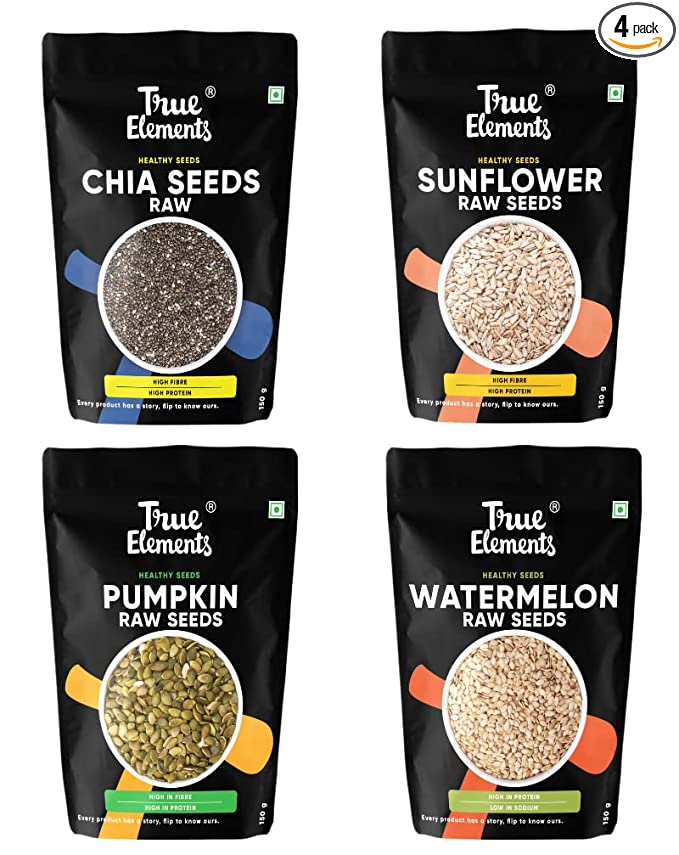 4 pack
True ®
Elements
HEALTHY SEEDS
CHIA SEEDS
RAW
HIGH FIBRE
HIGH PROTEIN
Every product has a story, flip to know ours.
150 g
True ®
Elements
HEALTHY SEEDS
SUNFLOWER
RAW SEEDS
HIGH FIBRE
HIGH PROTEIN
Every product has a story, flip to know ours.
150 g
True ®
Elements
HEALTHY SEEDS
PUMPKIN
RAW SEEDS
HIGH IN FIBRE
HIGH IN PROTEIN
Every product has a story, flip to know ours.
150 g
True ®
Elements
HEALTHY SEEDS
WATERMELON
RAW SEEDS
HIGH IN PROTEIN
LOW IN SODIUM
Every product has a story, flip to know ours.
150 g